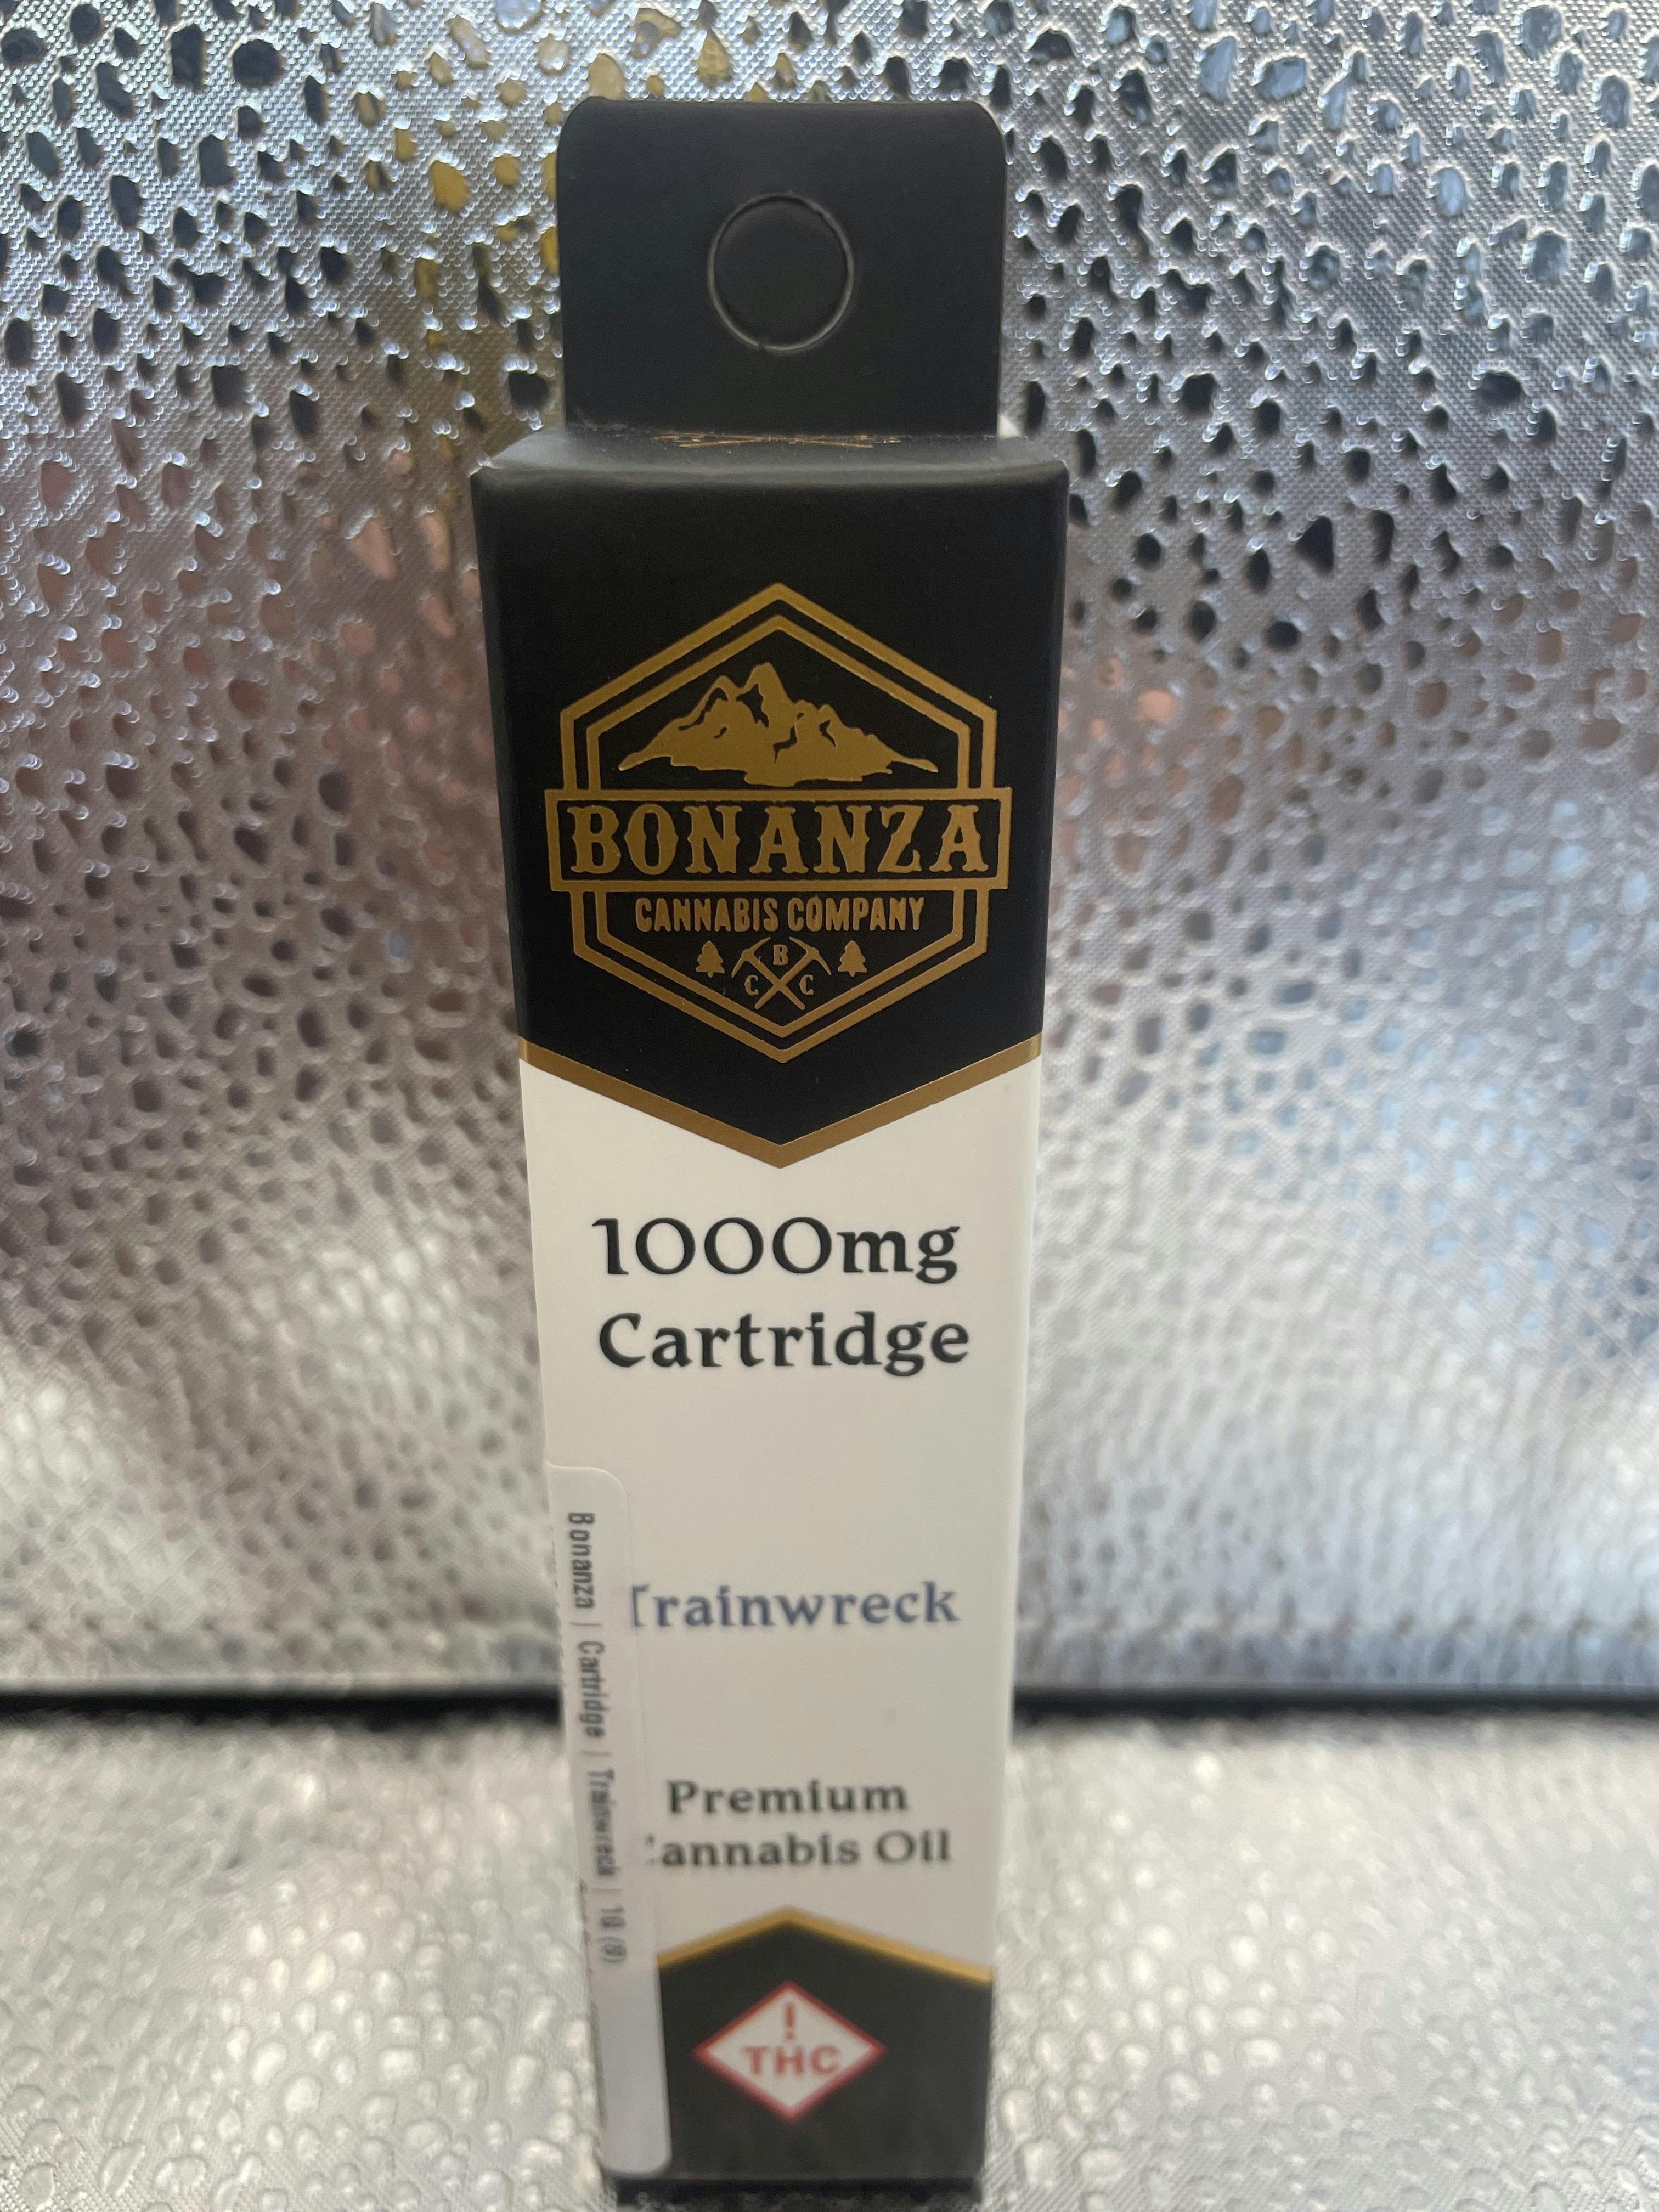 BONANZA
CANNABIS COMPANY
B
C C
1000mg
Cartridge
Trainwreck
Premium
Cannabis Oil
!
THC
Bonanza | Cartridge | Trainwreck | 1G